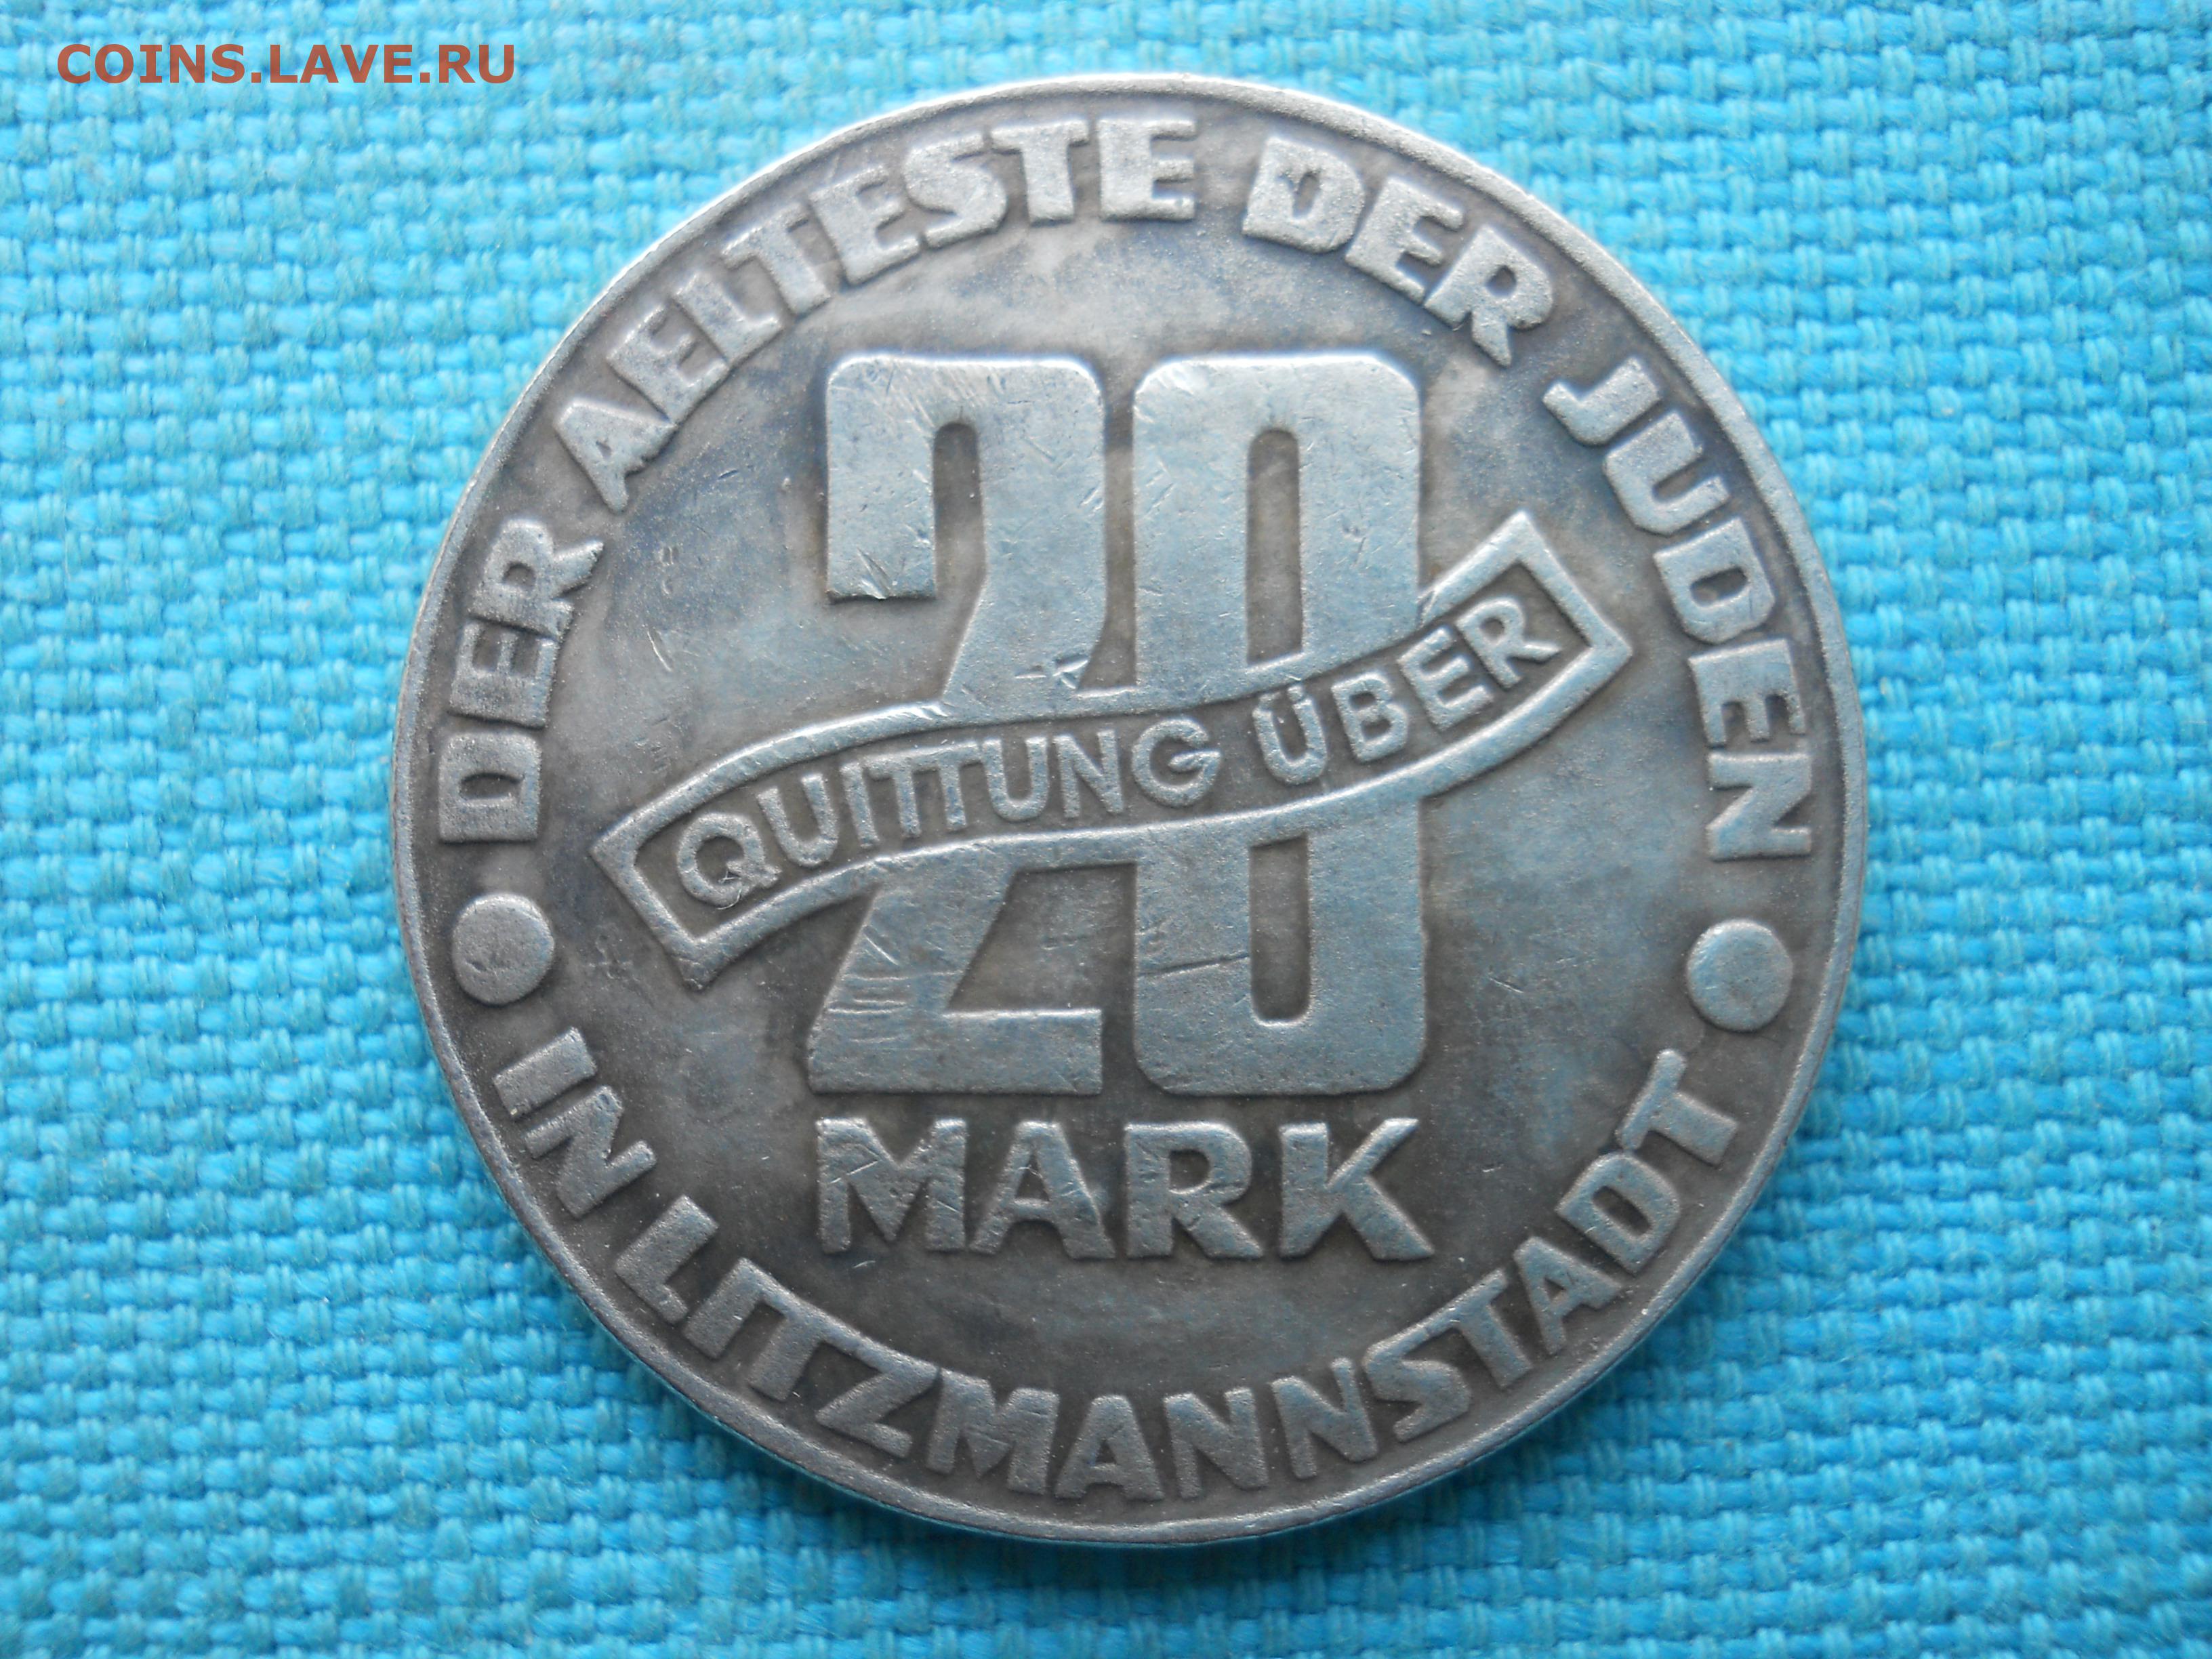 COINS.LAVE.RU
DER AELTESTE DER JUDEN
20
QUITTUNG ÜBER
MARK
IN LITZMANNSTADT